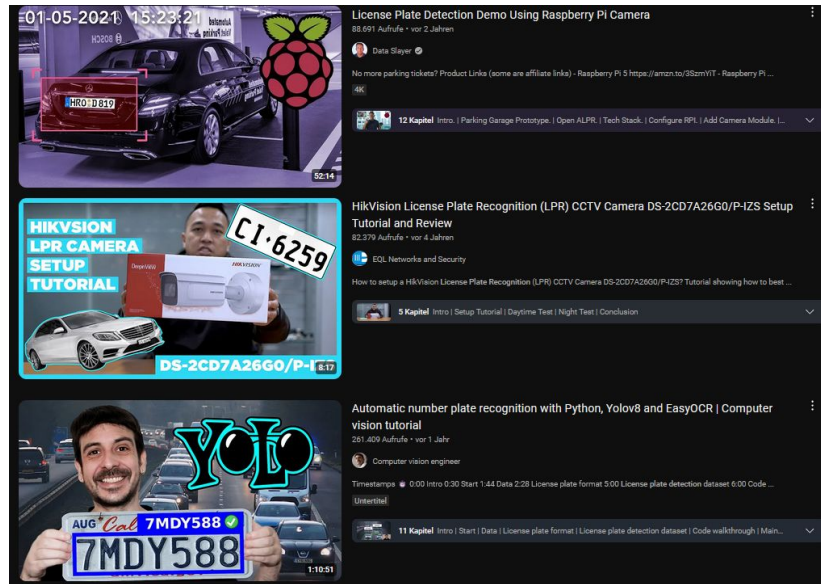 01-05-2021 15:23:21
HRO D 819
52:14
License Plate Detection Demo Using Raspberry Pi Camera
88.691 Aufrufe • vor 2 Jahren
Data Slayer
No more parking tickets? Product Links (some are affiliate links) - Raspberry Pi 5 https://amzn.to/3SzmYiT - Raspberry Pi ...
4K
12 Kapitel Intro. | Parking Garage Prototype. | Open ALPR. | Tech Stack. | Configure RPI. | Add Camera Module. |...
HIKVISION
LPR CAMERA
SETUP
TUTORIAL
CI·6259
DeepinView
HIKVISION
DS-2CD7A26G0/P-I
8:17
HikVision License Plate Recognition (LPR) CCTV Camera DS-2CD7A26G0/P-IZS Setup
Tutorial and Review
82.379 Aufrufe • vor 4 Jahren
EQL Networks and Security
How to setup a HikVision License Plate Recognition (LPR) CCTV Camera DS-2CD7A26G0/P-IZS? Tutorial showing how to best ...
5 Kapitel Intro | Setup Tutorial | Daytime Test | Night Test | Conclusion
YOLO
AUG Cal 7MDY588
7MDY588
1:10:51
Automatic number plate recognition with Python, Yolov8 and EasyOCR | Computer
vision tutorial
261.409 Aufrufe • vor 1 Jahr
Computer vision engineer
Timestamps 0:00 Intro 0:30 Start 1:44 Data 2:28 License plate format 5:00 License plate detection dataset 6:00 Code ...
Untertitel
11 Kapitel Intro | Start | Data | License plate format | License plate detection dataset | Code walkthrough | Main...